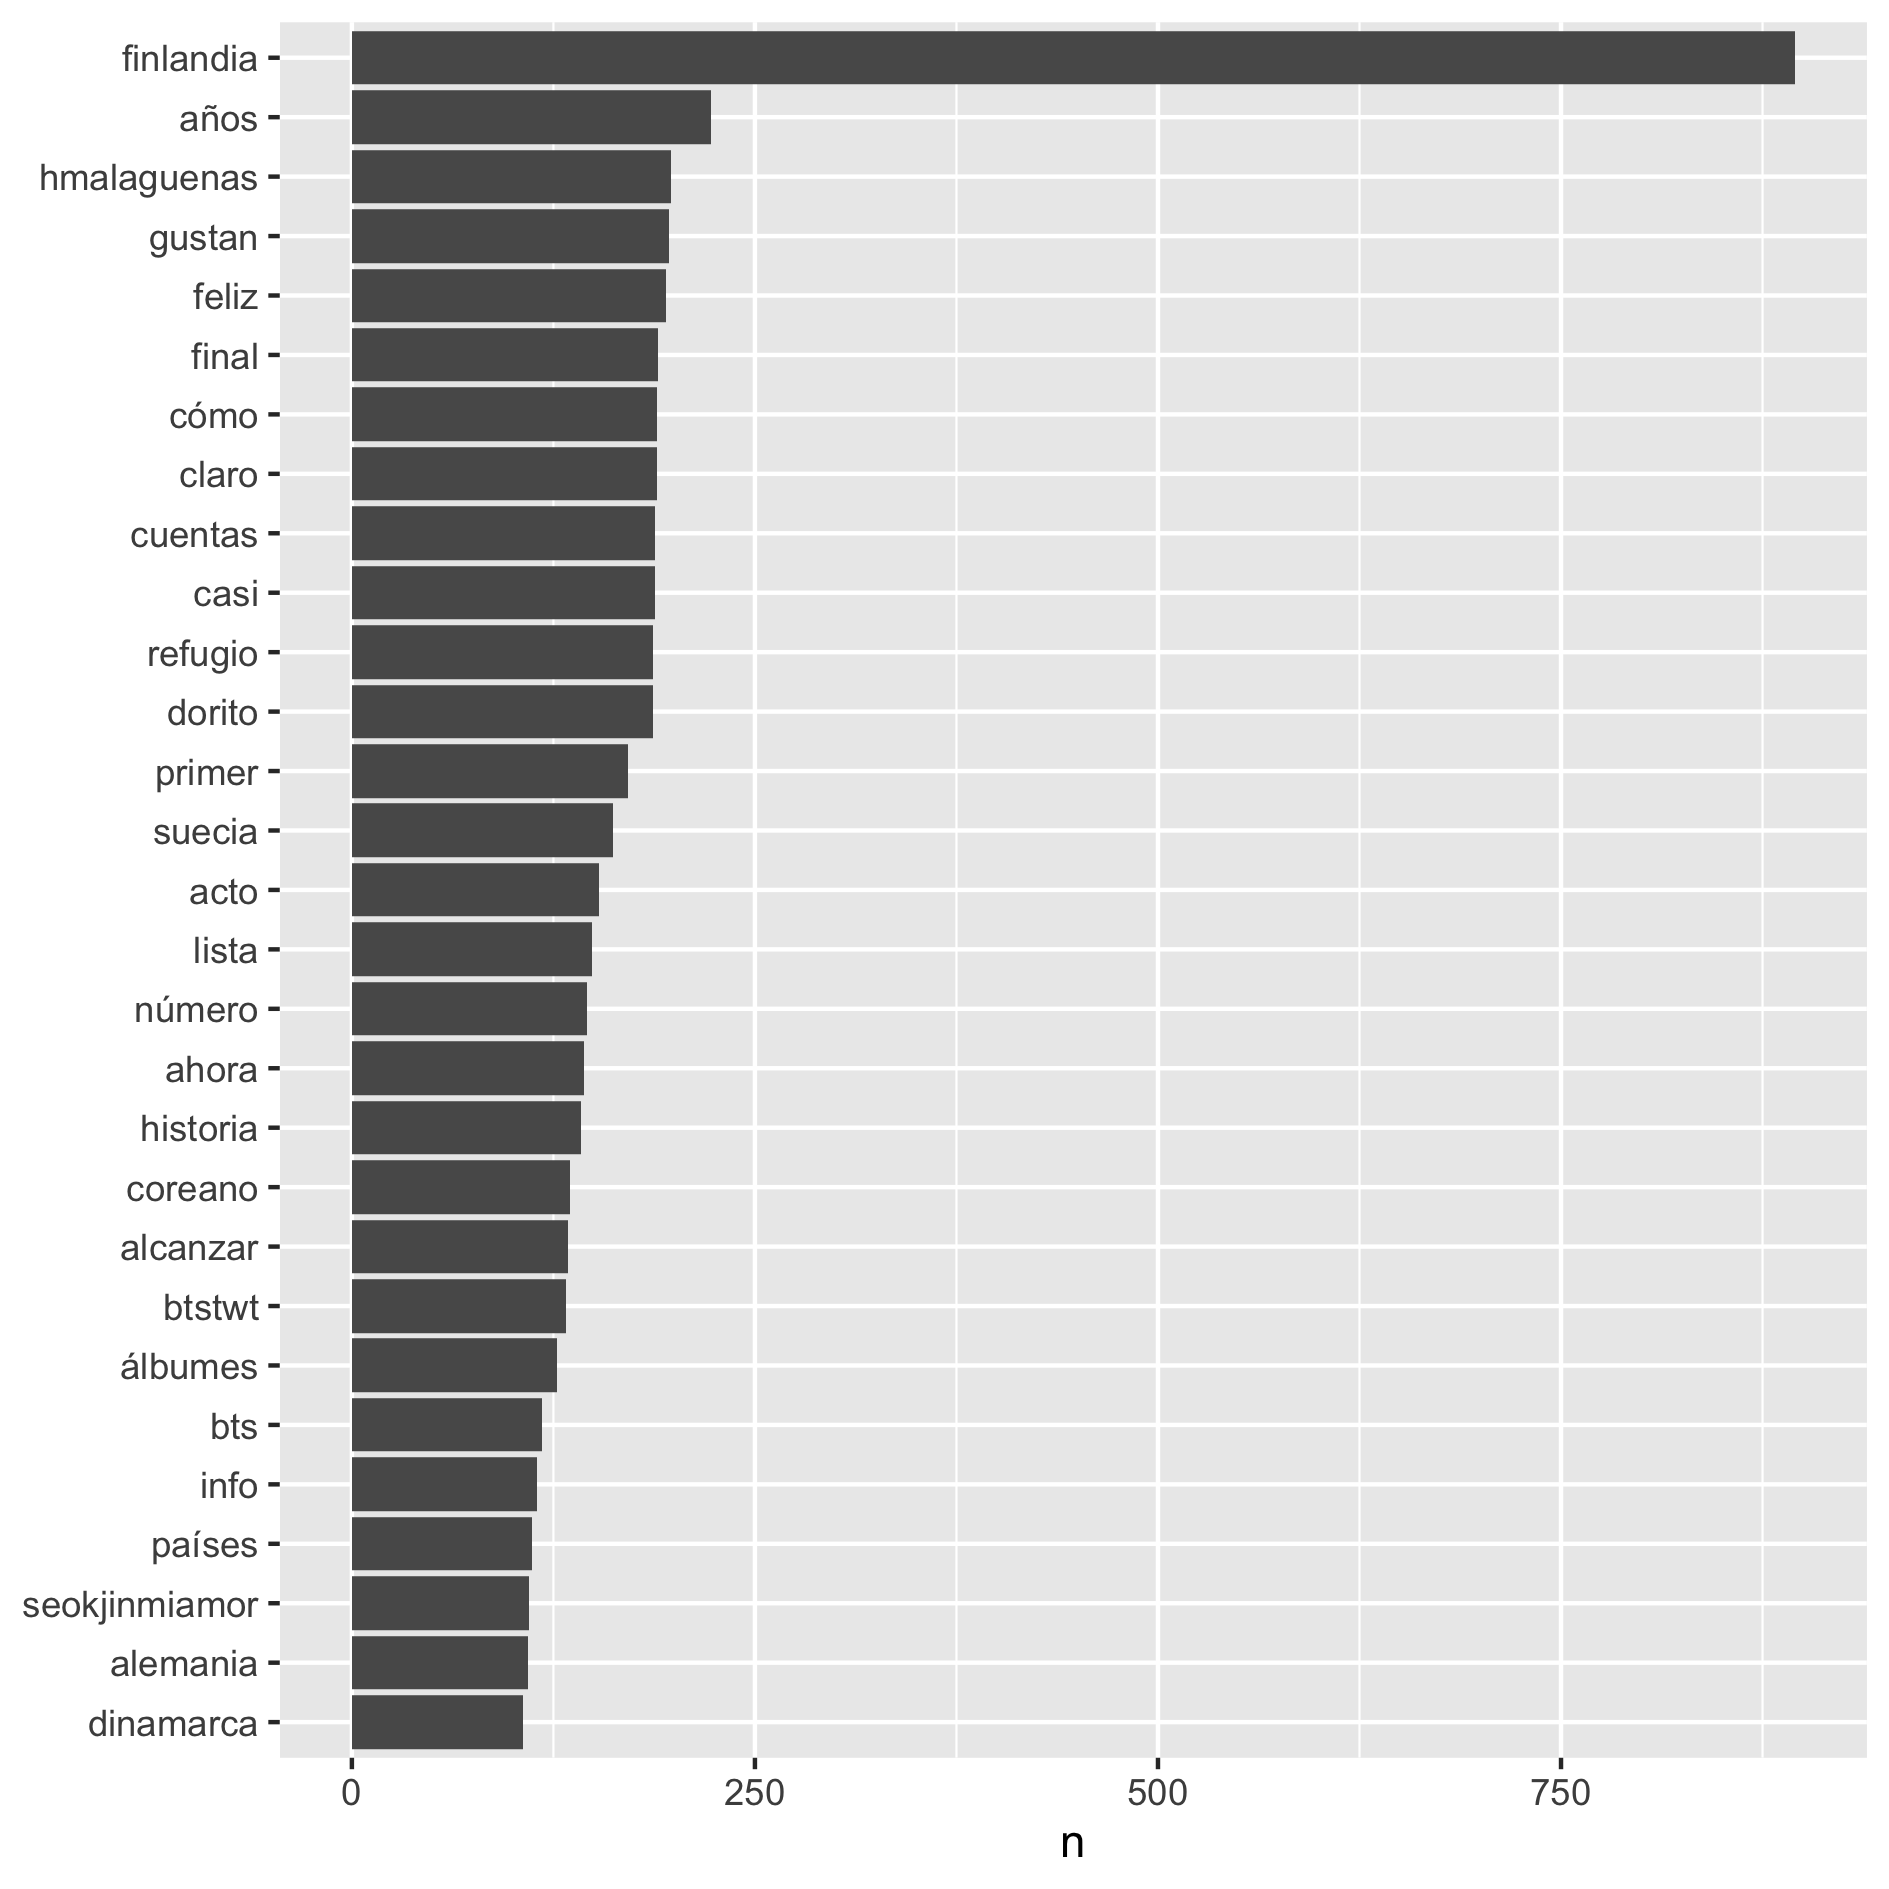 finlandia
años
hmalaguenas
gustan
feliz
final
cómo
claro
cuentas
casi
refugio
dorito
primer
suecia
acto
lista
número
ahora
historia
coreano
alcanzar
btstwt
álbumes
bts
info
países
seokjinmiamor
alemania
dinamarca
0 250 500 750
n